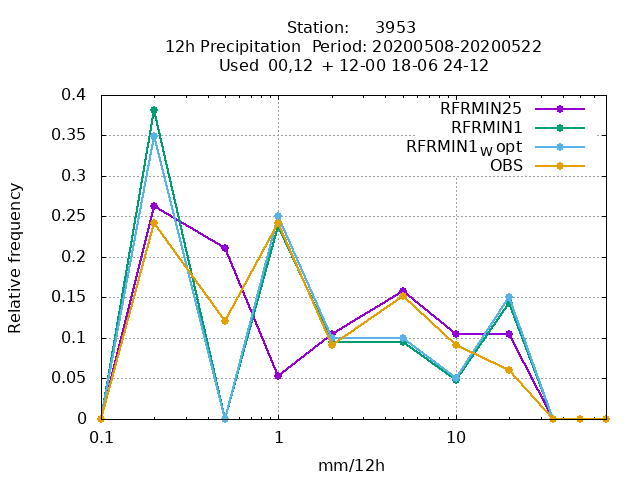 Station: 3953
12h Precipitation Period: 20200508-20200522
Used 00,12 + 12-00 18-06 24-12
RFRMIN25
RFRMIN1
RFRMIN1W opt
OBS
Relative frequency
0.4
0.35
0.3
0.25
0.2
0.15
0.1
0.05
0
0.1 1 10
mm/12h